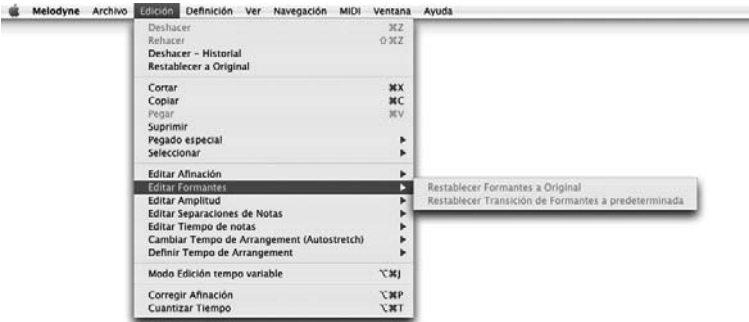 Melodyne Archivo Edición Definición Ver Navegación MIDI Ventana Ayuda
Deshacer ⌘Z
Rehacer ⇧⌘Z
Deshacer – Historial
Restablecer a Original
Cortar ⌘X
Copiar ⌘C
Pegar ⌘V
Suprimir
Pegado especial
Seleccionar
Editar Afinación
Editar Formantes
Restablecer Formantes a Original
Restablecer Transición de Formantes a predeterminada
Editar Amplitud
Editar Separaciones de Notas
Editar Tiempo de notas
Cambiar Tempo de Arrangement (Autostretch)
Definir Tempo de Arrangement
Modo Edición tempo variable ⌥⌘J
Corregir Afinación ⌥⌘P
Cuantizar Tiempo ⌥⌘T